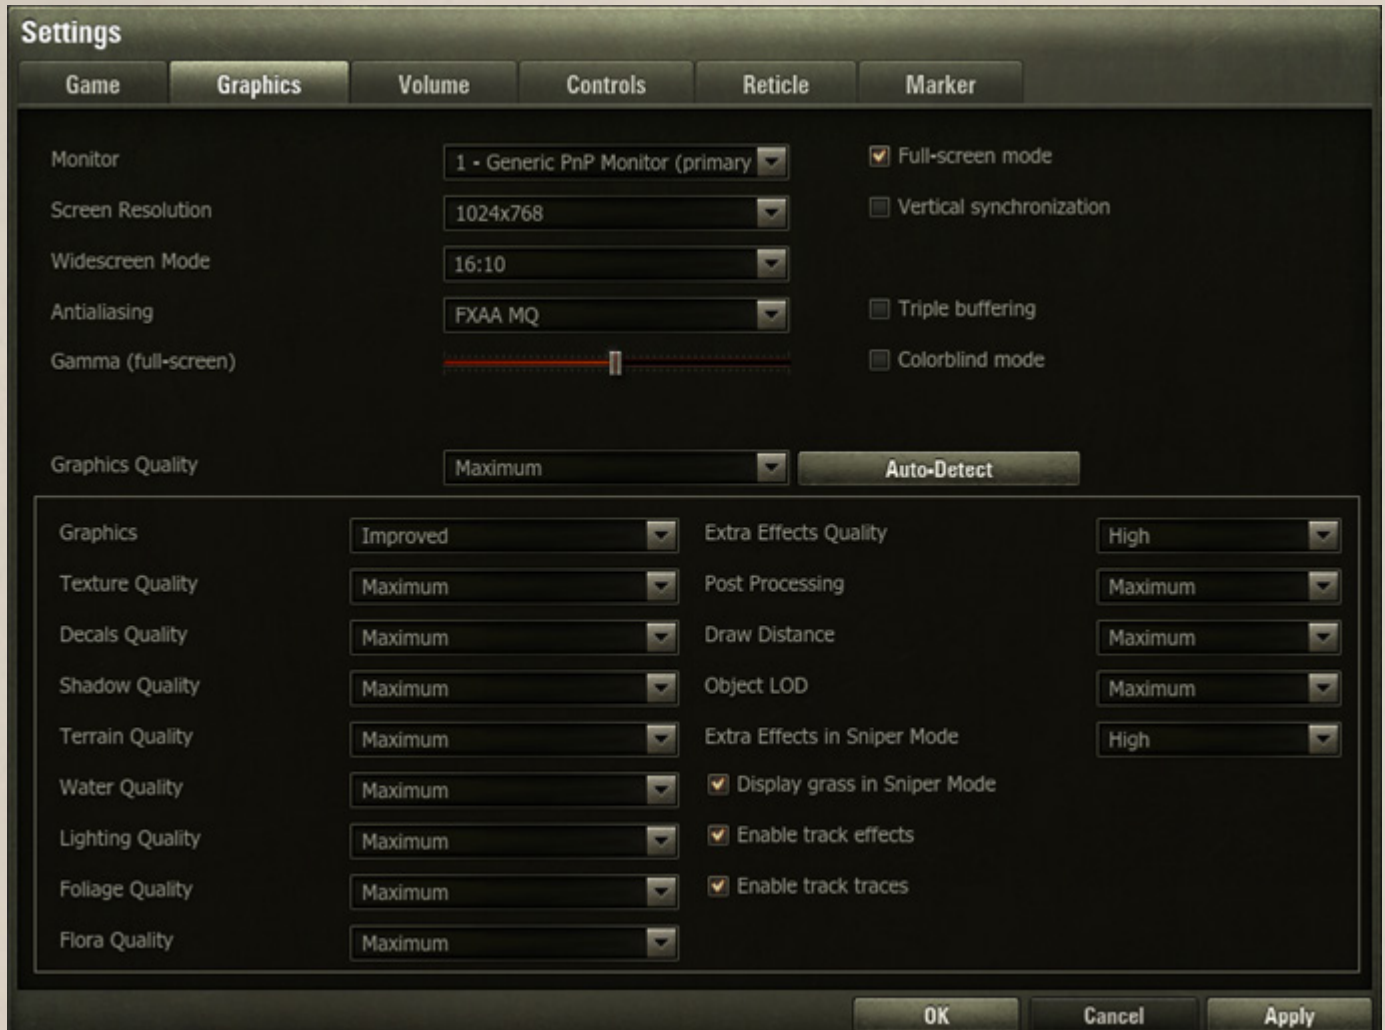 Settings
Game Graphics Volume Controls Reticle Marker
Monitor 1 - Generic PnP Monitor (primary Full-screen mode
Screen Resolution 1024x768 Vertical synchronization
Widescreen Mode 16:10
Antialiasing FXAA MQ Triple buffering
Gamma (full-screen) Colorblind mode
Graphics Quality Maximum Auto-Detect
Graphics Improved Extra Effects Quality High
Texture Quality Maximum Post Processing Maximum
Decals Quality Maximum Draw Distance Maximum
Shadow Quality Maximum Object LOD Maximum
Terrain Quality Maximum Extra Effects in Sniper Mode High
Water Quality Maximum Display grass in Sniper Mode
Lighting Quality Maximum Enable track effects
Foliage Quality Maximum Enable track traces
Flora Quality Maximum
OK Cancel Apply